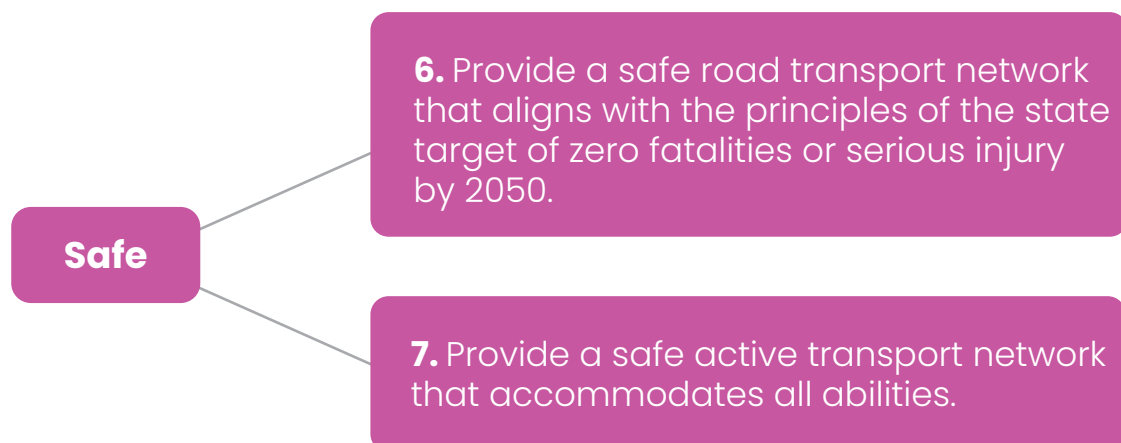 6. Provide a safe road transport network
that aligns with the principles of the state
target of zero fatalities or serious injury
by 2050.
Safe
7. Provide a safe active transport network
that accommodates all abilities.